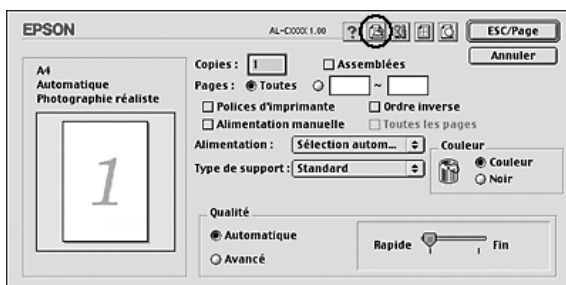 EPSON AL-CXXXX 1.00 ? ESC/Page
Annuler
A4
Automatique
Photographie réaliste
1
Copies : 1 Assemblées
Pages : Toutes ~
Polices d'imprimante Ordre inverse
Alimentation manuelle Toutes les pages
Alimentation : Sélection autom...
Type de support : Standard
Couleur
Couleur
Noir
Qualité
Automatique
Avancé
Rapide Fin